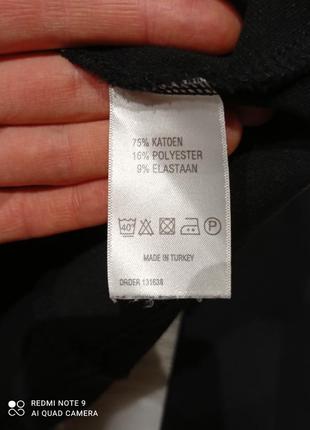 75% KATOEN
16% POLYESTER
9% ELASTAAN
40°
P
MADE IN TURKEY
ORDER 131638
REDMI NOTE 9
AI QUAD CAMERA